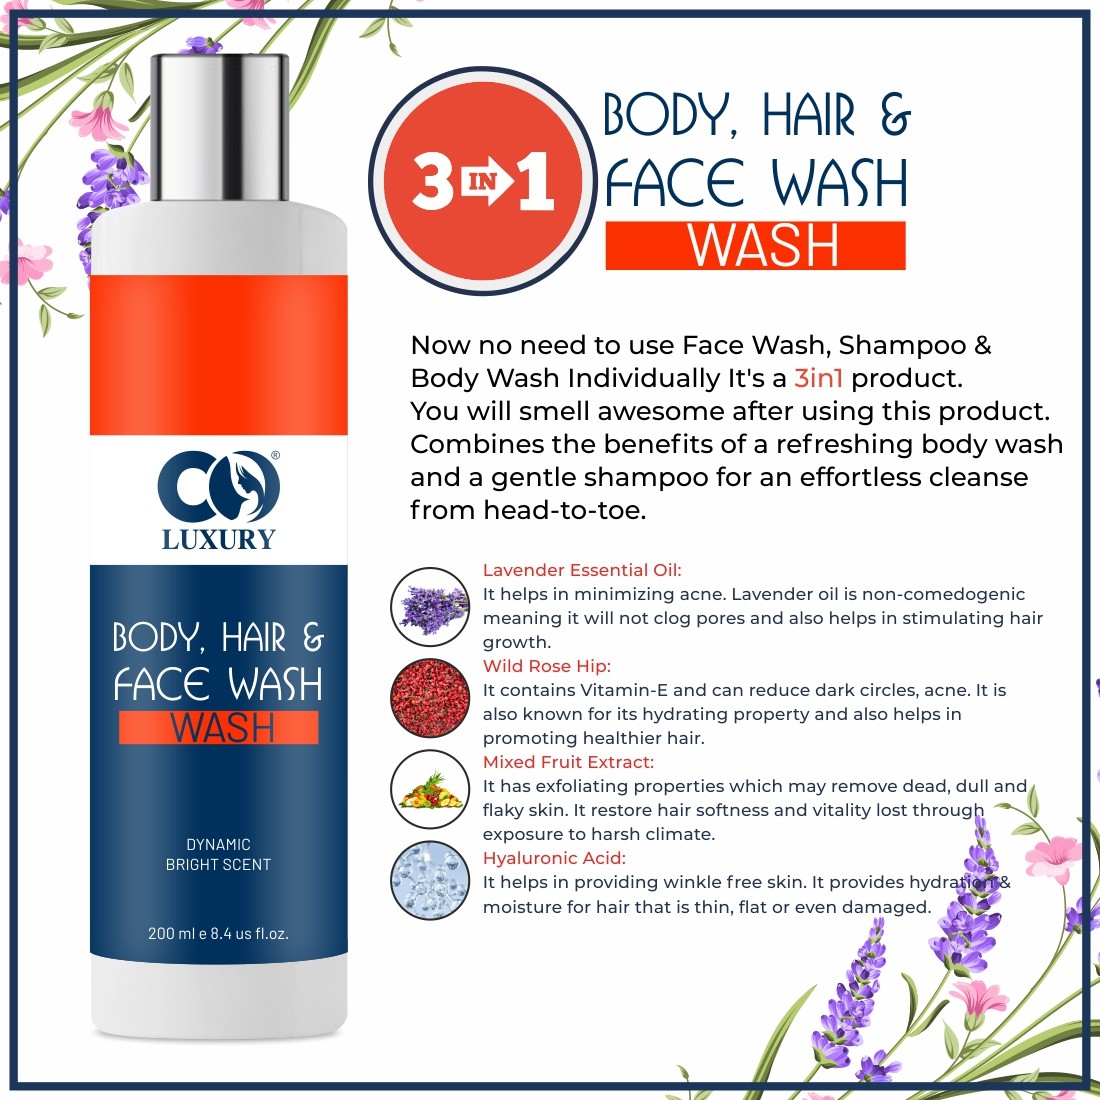 3 IN 1
BODY, HAIR &
FACE WASH
WASH
Now no need to use Face Wash, Shampoo &
Body Wash Individually It's a 3in1 product.
You will smell awesome after using this product.
Combines the benefits of a refreshing body wash
and a gentle shampoo for an effortless cleanse
from head-to-toe.
Lavender Essential Oil:
It helps in minimizing acne. Lavender oil is non-comedogenic
meaning it will not clog pores and also helps in stimulating hair
growth.
Wild Rose Hip:
It contains Vitamin-E and can reduce dark circles, acne. It is
also known for its hydrating property and also helps in
promoting healthier hair.
Mixed Fruit Extract:
It has exfoliating properties which may remove dead, dull and
flaky skin. It restore hair softness and vitality lost through
exposure to harsh climate.
Hyaluronic Acid:
It helps in providing winkle free skin. It provides hydration &
moisture for hair that is thin, flat or even damaged.
CO®
LUXURY
BODY, HAIR &
FACE WASH
WASH
DYNAMIC
BRIGHT SCENT
200 ml e 8.4 us fl.oz.